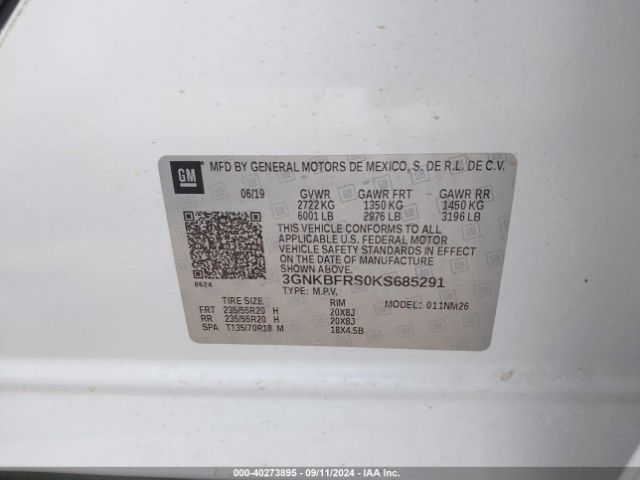 GM MFD BY GENERAL MOTORS DE MEXICO, S. DE R.L. DE C.V.
06/19 GVWR GAWR FRT GAWR RR
2722 KG 1350 KG 1450 KG
6001 LB 2976 LB 3196 LB
THIS VEHICLE CONFORMS TO ALL
APPLICABLE U.S. FEDERAL MOTOR
VEHICLE SAFETY STANDARDS IN EFFECT
ON THE DATE OF MANUFACTURE
SHOWN ABOVE.
8624 3GNKBFRS0KS685291
TYPE: M.P.V. MODEL: 011NM26
TIRE SIZE RIM
FRT 235/55R20 H 20X8J
RR 235/55R20 H 20X8J
SPA T135/70R18 M 18X4.5B
000-40273895 - 09/11/2024 - IAA Inc.